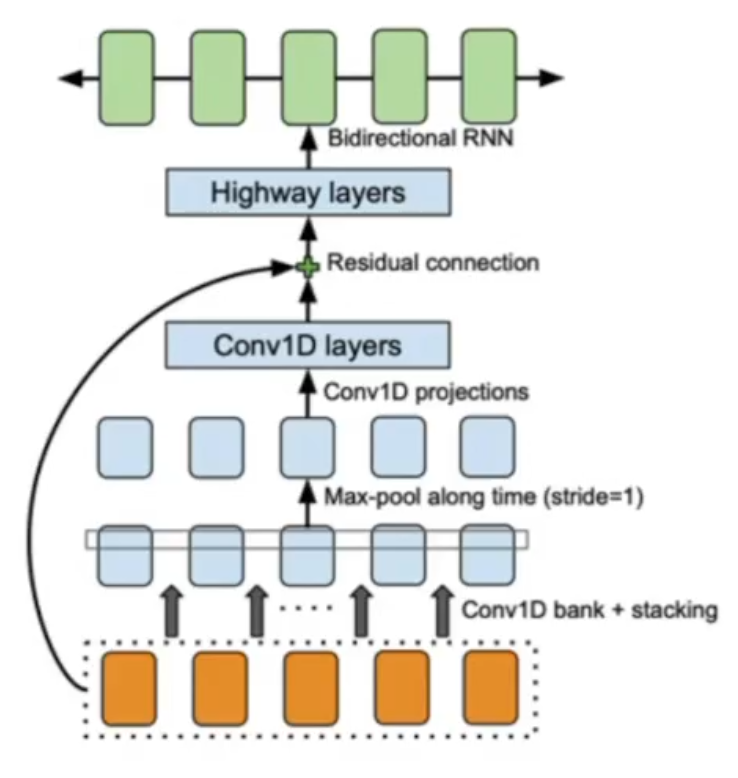 Bidirectional RNN
Highway layers
Residual connection
Conv1D layers
Conv1D projections
Max-pool along time (stride=1)
Conv1D bank + stacking